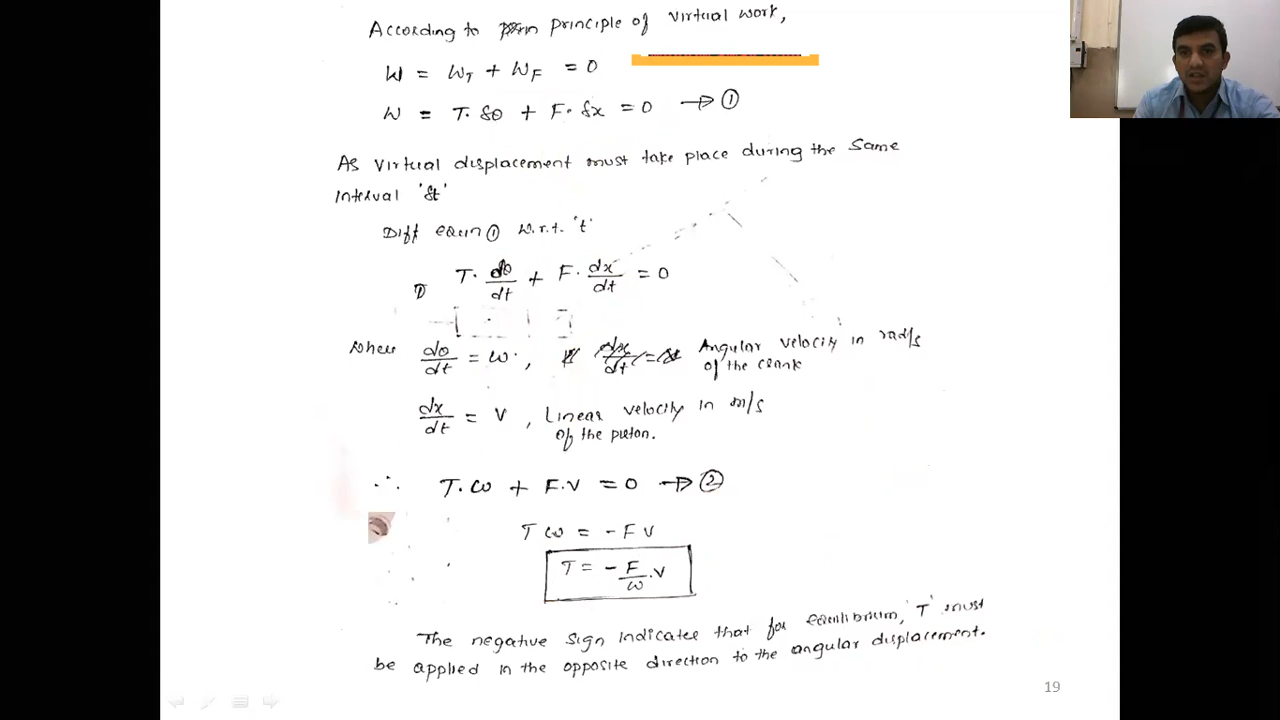 According to principle of virtual work,
W = W_T + W_F = 0
W = T. δθ + F. δx = 0 → ①
As virtual displacement must take place during the same
interval 'δt'
Diff equn ① w.r.t. 't'
T. dθ/dt + F. dx/dt = 0
where dθ/dt = ω. , Angular velocity in rad/s
of the crank
dx/dt = V , Linear velocity in m/s
of the piston.
∴ T.ω + F.V = 0 → ②
T ω = - F V
T = - F/ω . V
The negative sign indicates that for equilibrium, 'T' must
be applied in the opposite direction to the angular displacement.
19